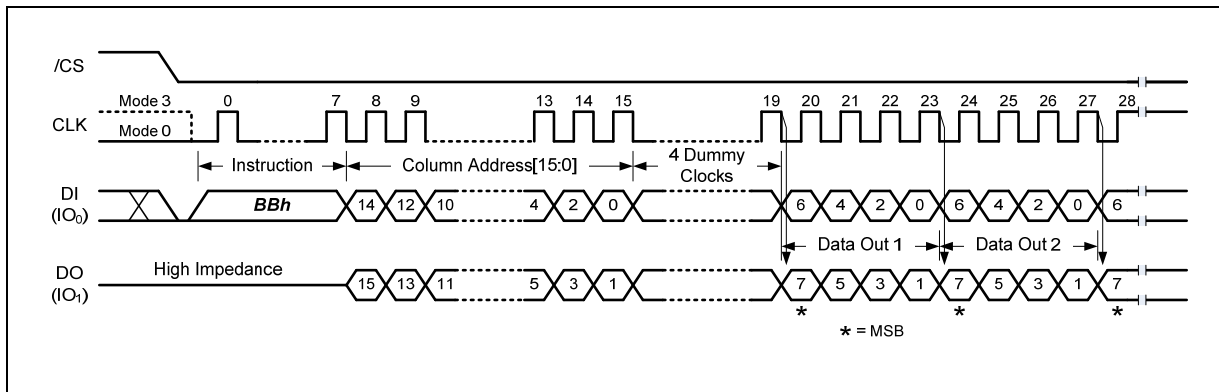 /CS
Mode 3 0 7 8 9 13 14 15 19 20 21 22 23 24 25 26 27 28
CLK
Mode 0
Instruction Column Address[15:0] 4 Dummy
Clocks
DI
(IO0) BBh 14 12 10 4 2 0 6 4 2 0 6 4 2 0 6
Data Out 1 Data Out 2
High Impedance
DO
(IO1) 15 13 11 5 3 1 7 5 3 1 7 5 3 1 7
* * *
* = MSB